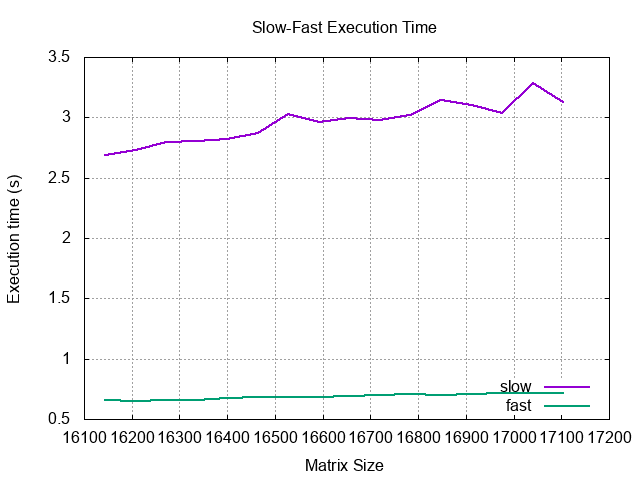 Slow-Fast Execution Time
3.5
3
2.5
2
1.5
1
0.5
Execution time (s)
slow
fast
16100 16200 16300 16400 16500 16600 16700 16800 16900 17000 17100 17200
Matrix Size